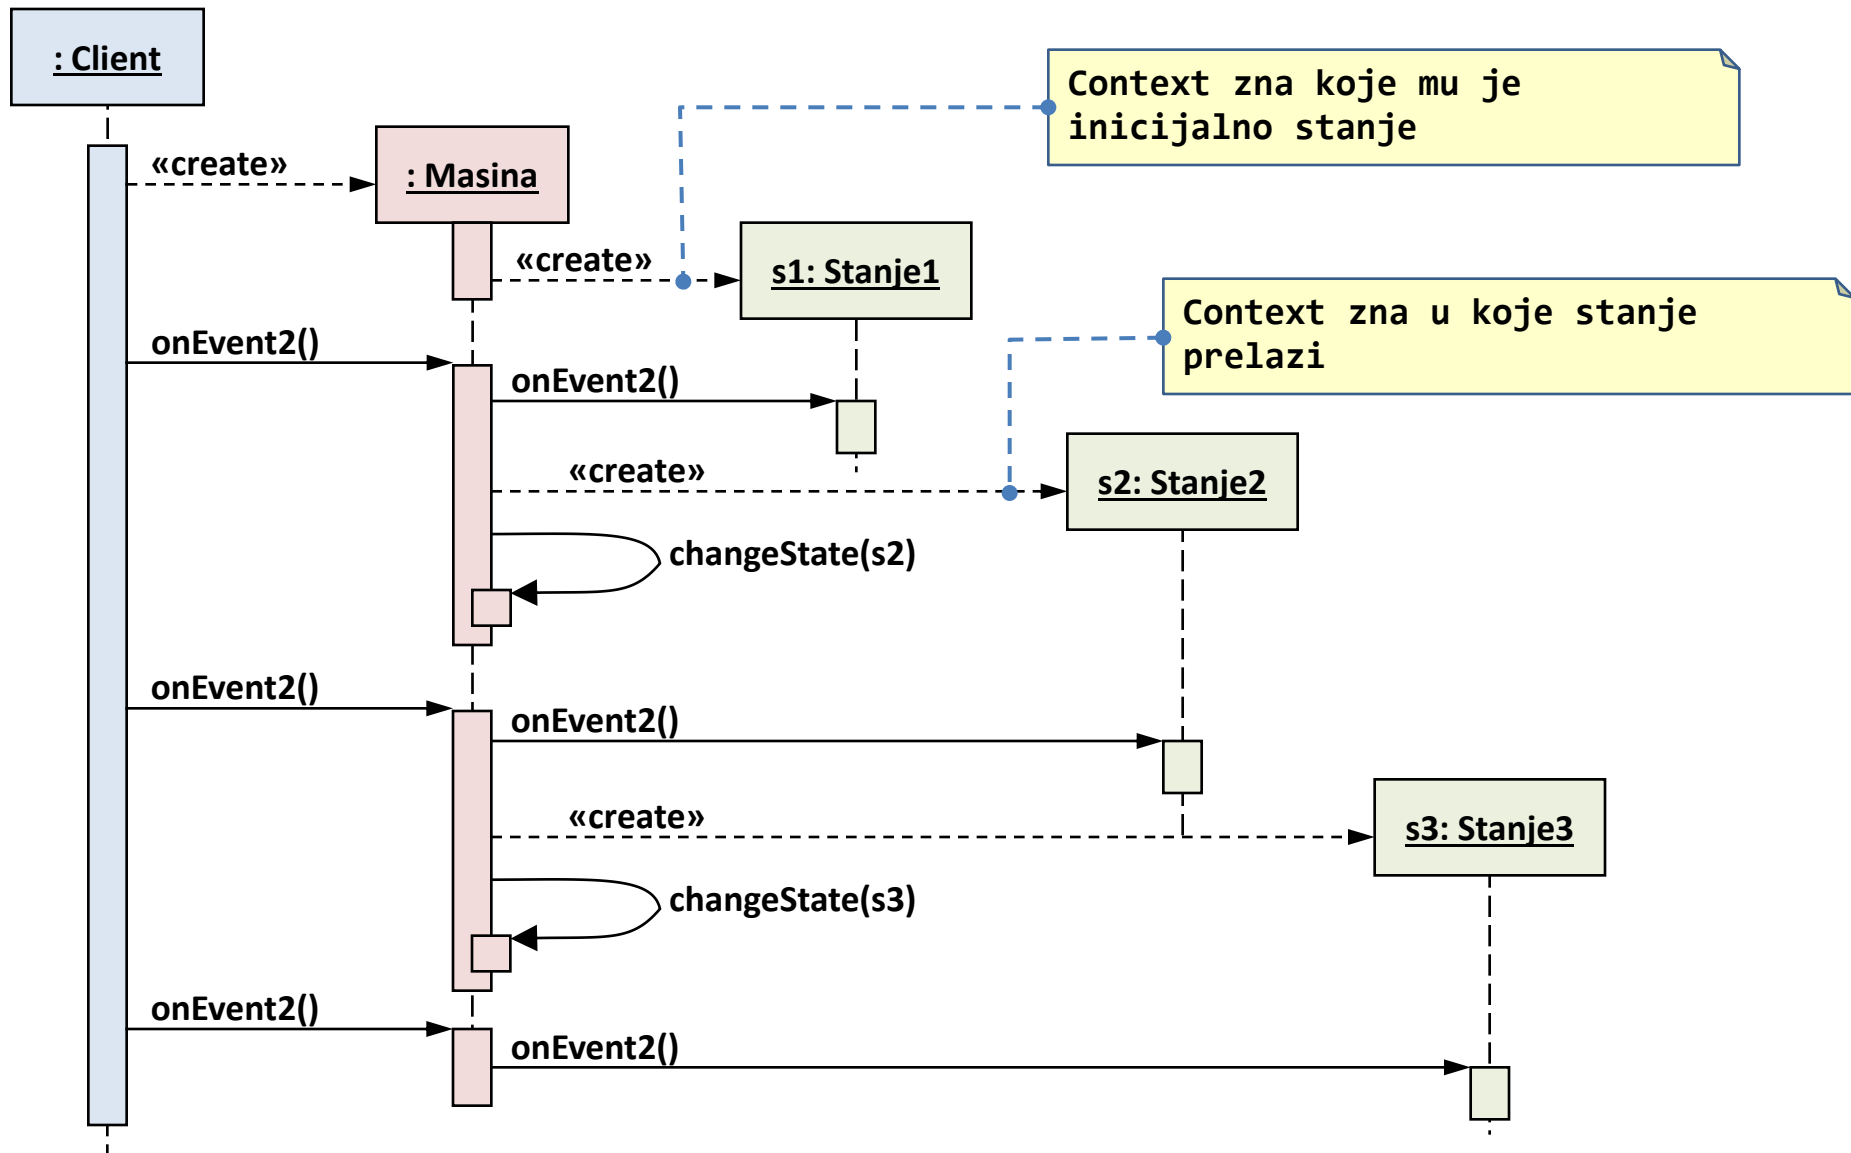 : Client
Context zna koje mu je
inicijalno stanje
«create»
: Masina
«create»
s1: Stanje1
Context zna u koje stanje
prelazi
onEvent2()
onEvent2()
«create»
s2: Stanje2
changeState(s2)
onEvent2()
onEvent2()
«create»
s3: Stanje3
changeState(s3)
onEvent2()
onEvent2()